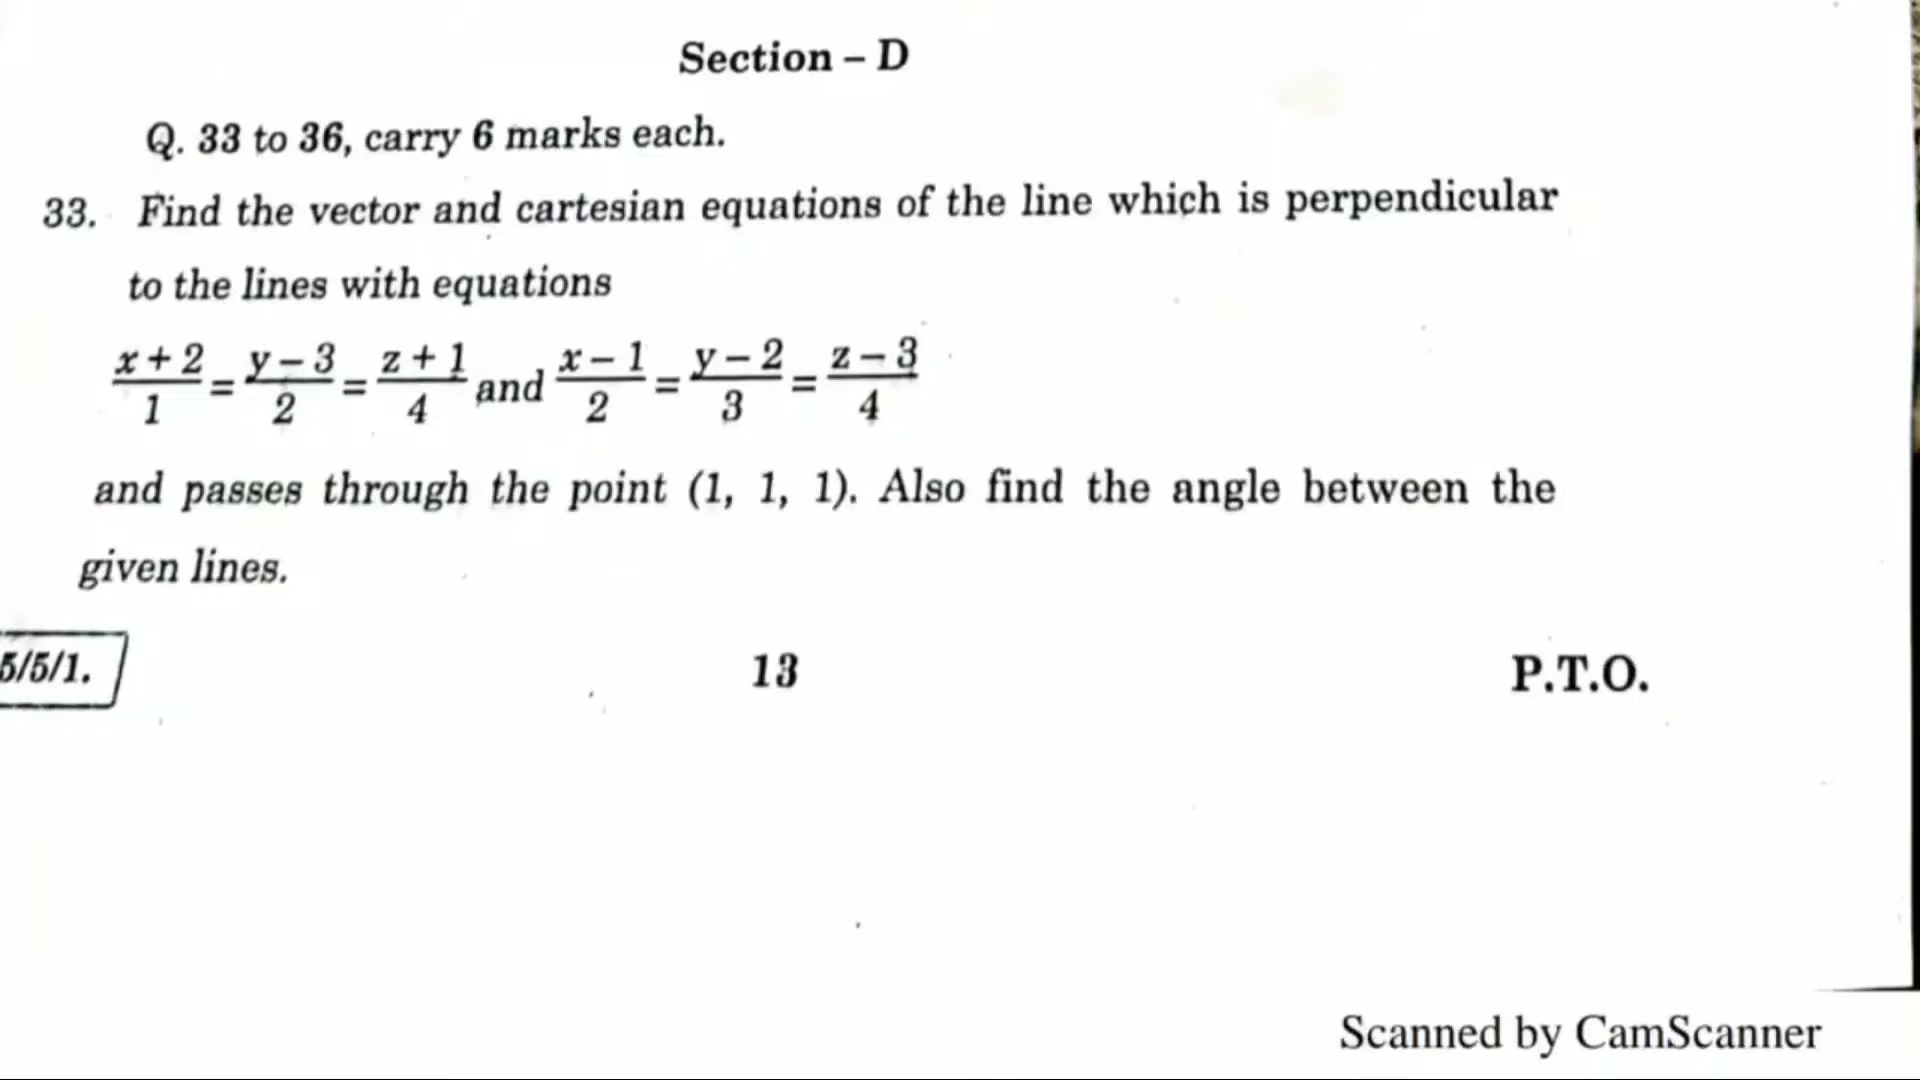 Section – D
Q. 33 to 36, carry 6 marks each.
33. Find the vector and cartesian equations of the line which is perpendicular
to the lines with equations
x + 2 / 1 = y – 3 / 2 = z + 1 / 4 and x – 1 / 2 = y – 2 / 3 = z – 3 / 4
and passes through the point (1, 1, 1). Also find the angle between the
given lines.
5/5/1. 13 P.T.O.
Scanned by CamScanner